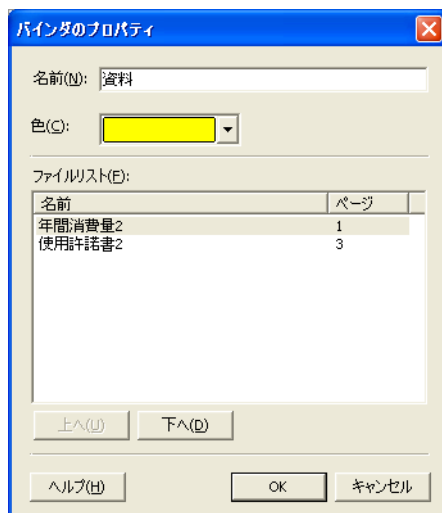 バインダのプロパティ
名前(N): 資料
色(C):
ファイルリスト(F):
名前 ページ
年間消費量2 1
使用許諾書2 3
上へ(U) 下へ(D)
ヘルプ(H) OK キャンセル